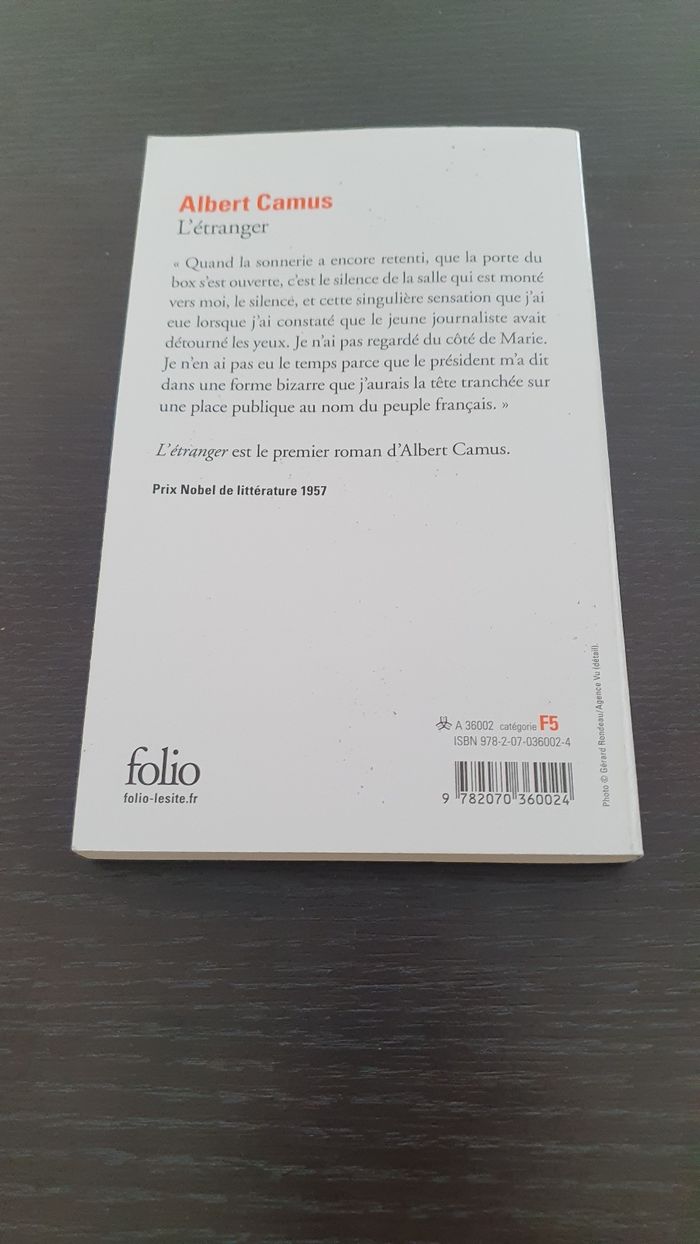 Albert Camus
L'étranger
« Quand la sonnerie a encore retenti, que la porte du
box s'est ouverte, c'est le silence de la salle qui est monté
vers moi, le silence, et cette singulière sensation que j'ai
eue lorsque j'ai constaté que le jeune journaliste avait
détourné les yeux. Je n'ai pas regardé du côté de Marie.
Je n'en ai pas eu le temps parce que le président m'a dit
dans une forme bizarre que j'aurais la tête tranchée sur
une place publique au nom du peuple français. »
L'étranger est le premier roman d'Albert Camus.
Prix Nobel de littérature 1957
folio
folio-lesite.fr
A 36002 catégorie F5
ISBN 978-2-07-036002-4
9 782070 360024
Photo © Gérard Rondeau/Agence Vu (détail).